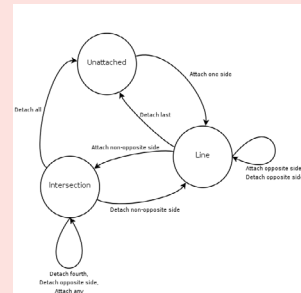 Unattached
Attach one side
Detach all
Detach last
Attach non-opposite side
Line
Attach opposite side
Detach opposite side
Intersection
Detach non-opposite side
Detach fourth,
Detach opposite side,
Attach any